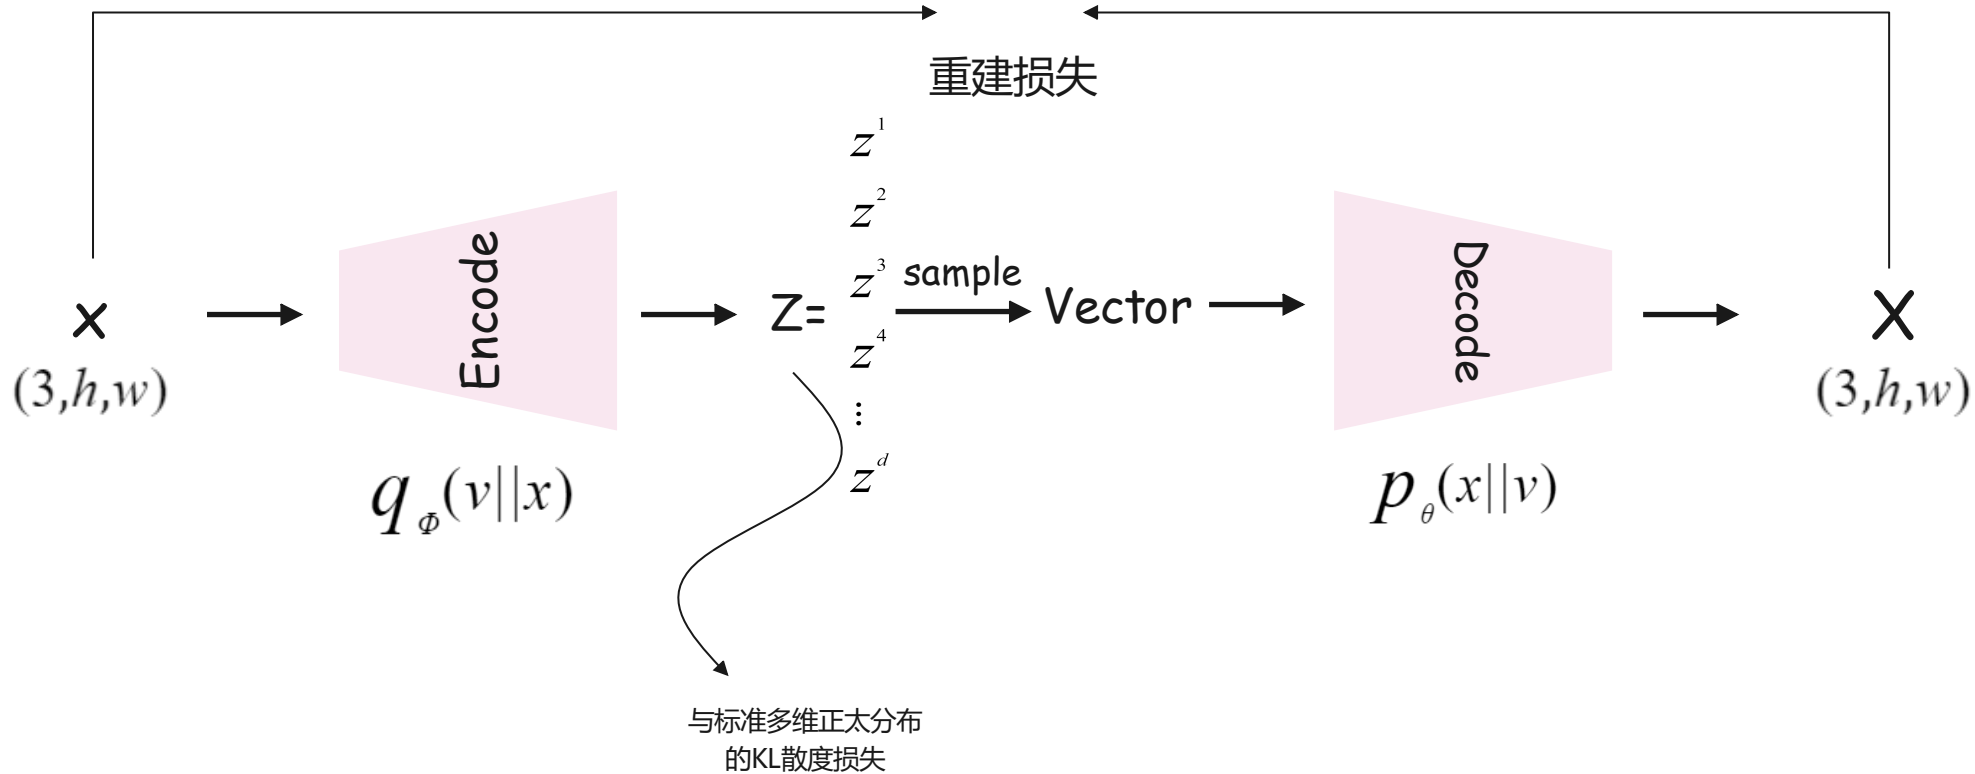 重建损失
x
(3,h,w)
Encode
qΦ(v||x)
Z=
z¹
z²
z³
z⁴
⋮
zᵈ
sample
Vector
Decode
pθ(x||v)
X
(3,h,w)
与标准多维正太分布
的KL散度损失